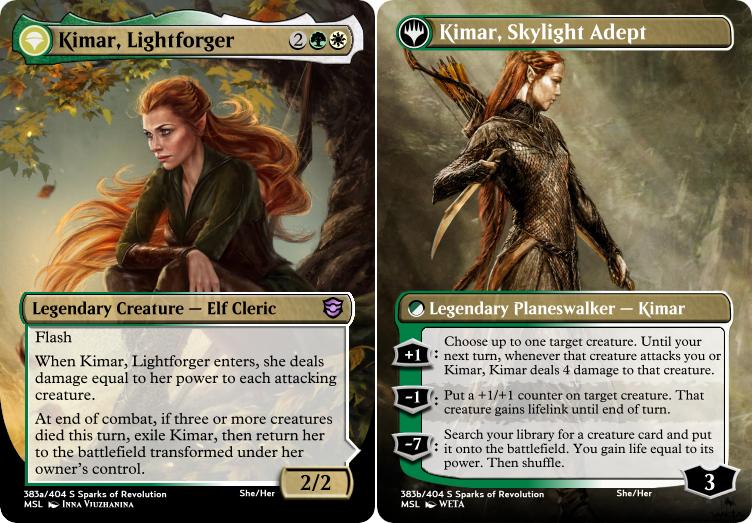 Kimar, Lightforger 2
Legendary Creature — Elf Cleric
Flash
When Kimar, Lightforger enters, she deals
damage equal to her power to each attacking
creature.
At end of combat, if three or more creatures
died this turn, exile Kimar, then return her
to the battlefield transformed under her
owner's control.
2/2
383a/404 S Sparks of Revolution She/Her
MSL Inna Vjuzhanina
Kimar, Skylight Adept
Legendary Planeswalker — Kimar
+1: Choose up to one target creature. Until your
next turn, whenever that creature attacks you or
Kimar, Kimar deals 4 damage to that creature.
-1: Put a +1/+1 counter on target creature. That
creature gains lifelink until end of turn.
-7: Search your library for a creature card and put
it onto the battlefield. You gain life equal to its
power. Then shuffle.
3
383b/404 S Sparks of Revolution She/Her
MSL WETA